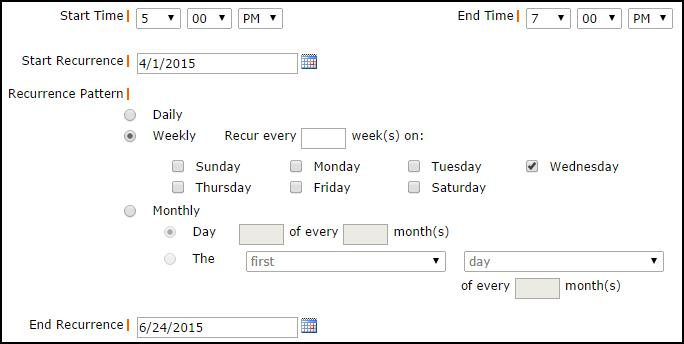 Start Time 5 00 PM End Time 7 00 PM
Start Recurrence 4/1/2015
Recurrence Pattern
Daily
Weekly Recur every week(s) on:
Sunday Monday Tuesday Wednesday
Thursday Friday Saturday
Monthly
Day of every month(s)
The first day
of every month(s)
End Recurrence 6/24/2015